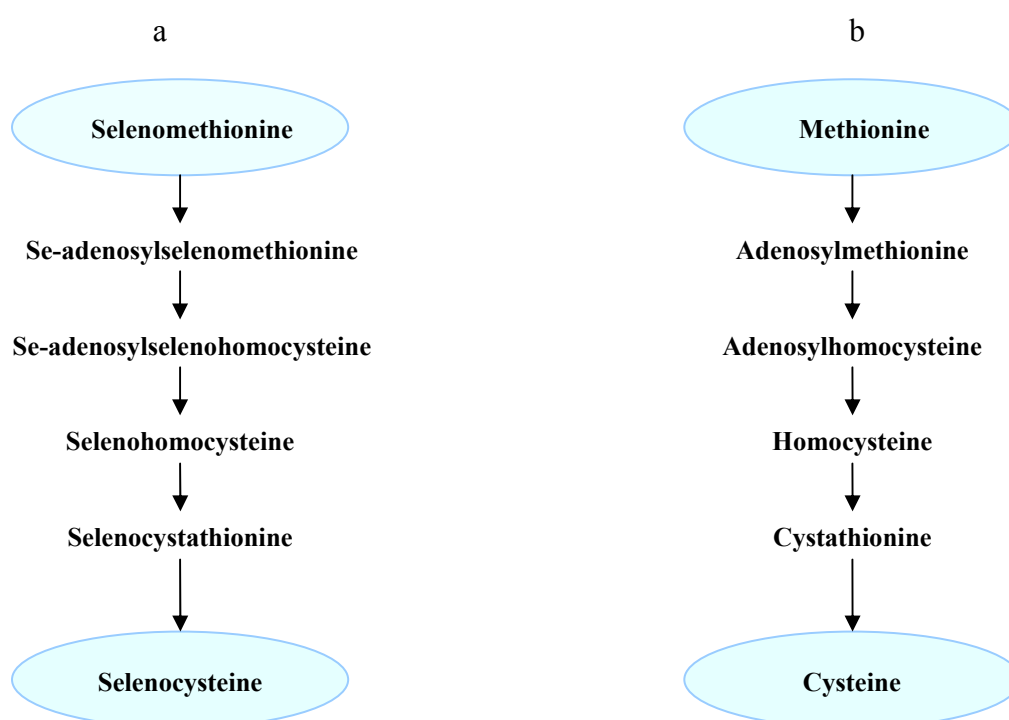 a
Selenomethionine
Se-adenosylselenomethionine
Se-adenosylselenohomocysteine
Selenohomocysteine
Selenocystathionine
Selenocysteine
b
Methionine
Adenosylmethionine
Adenosylhomocysteine
Homocysteine
Cystathionine
Cysteine